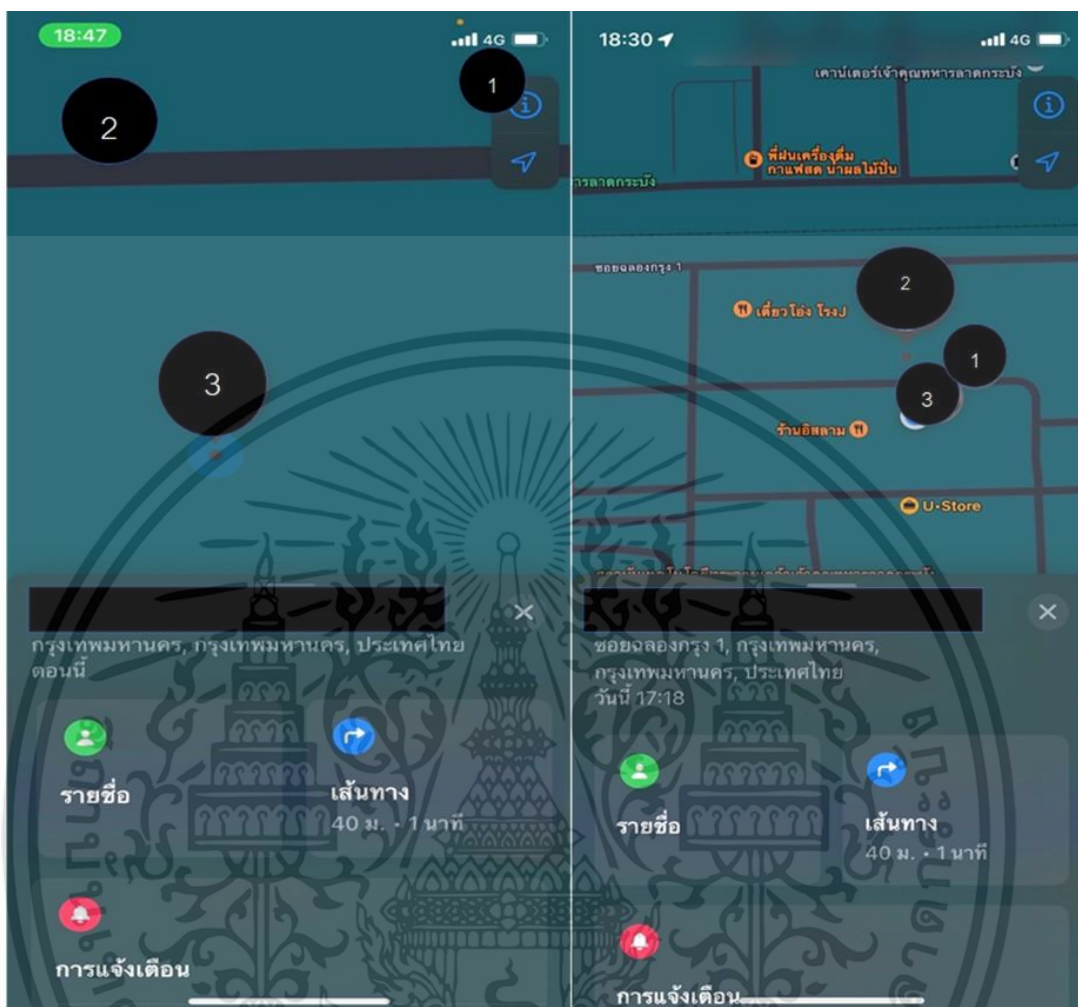 18:47
4G
1
2
3
กรุงเทพมหานคร, กรุงเทพมหานคร, ประเทศไทย
ตอนนี้
รายชื่อ
เส้นทาง
40 ม. • 1 นาที
การแจ้งเตือน
18:30
4G
เคาน์เตอร์เจ้าคุณทหารลาดกระบัง
พี่ฝนเครื่องดื่ม
กาแฟสด น้ำผลไม้ปั่น
ารลาดกระบัง
ซอยฉลองกรุง 1
2
เตี๋ยวโอ่ง โรงJ
1
3
ร้านอิสลาม
U-Store
ซอยฉลองกรุง 1, กรุงเทพมหานคร,
กรุงเทพมหานคร, ประเทศไทย
วันนี้ 17:18
รายชื่อ
เส้นทาง
40 ม. • 1 นาที
การแจ้งเตือน